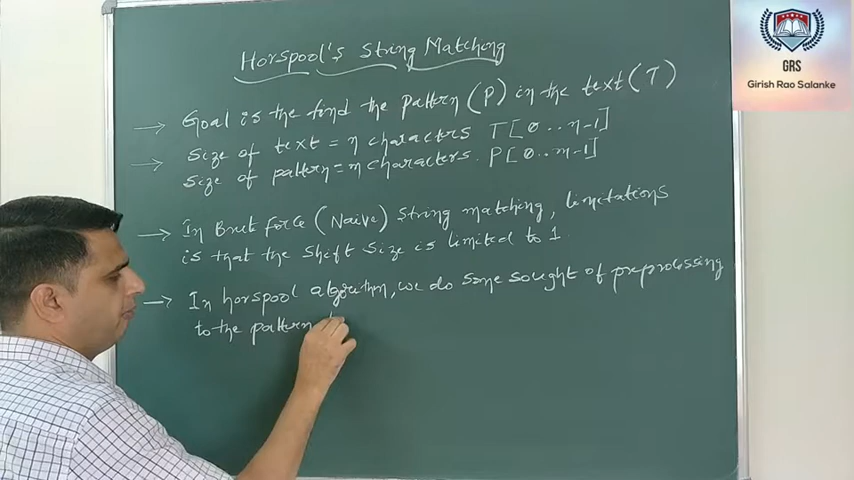 Horspool's String Matching
→ Goal is the find the pattern (P) in the text (T)
→ Size of text = n characters T[0..n-1]
Size of pattern = m characters. P[0..m-1]
→ In Brute force (Naive) string matching, limitations
is that the shift size is limited to 1.
→ In horspool algorithm, we do some sought of preprocessing
to the pattern
GRS
Girish Rao Salanke